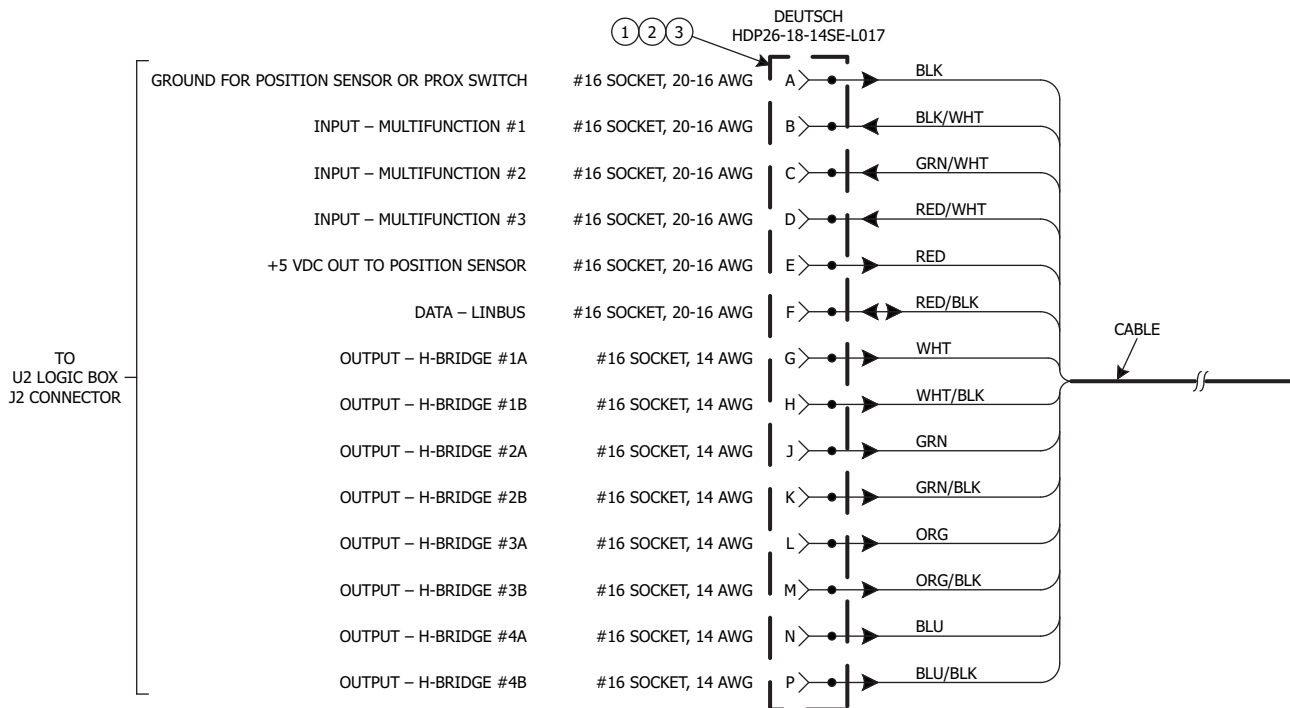 1 2 3
DEUTSCH
HDP26-18-14SE-L017
GROUND FOR POSITION SENSOR OR PROX SWITCH #16 SOCKET, 20-16 AWG A BLK
INPUT – MULTIFUNCTION #1 #16 SOCKET, 20-16 AWG B BLK/WHT
INPUT – MULTIFUNCTION #2 #16 SOCKET, 20-16 AWG C GRN/WHT
INPUT – MULTIFUNCTION #3 #16 SOCKET, 20-16 AWG D RED/WHT
+5 VDC OUT TO POSITION SENSOR #16 SOCKET, 20-16 AWG E RED
DATA – LINBUS #16 SOCKET, 20-16 AWG F RED/BLK
OUTPUT – H-BRIDGE #1A #16 SOCKET, 14 AWG G WHT
OUTPUT – H-BRIDGE #1B #16 SOCKET, 14 AWG H WHT/BLK
OUTPUT – H-BRIDGE #2A #16 SOCKET, 14 AWG J GRN
OUTPUT – H-BRIDGE #2B #16 SOCKET, 14 AWG K GRN/BLK
OUTPUT – H-BRIDGE #3A #16 SOCKET, 14 AWG L ORG
OUTPUT – H-BRIDGE #3B #16 SOCKET, 14 AWG M ORG/BLK
OUTPUT – H-BRIDGE #4A #16 SOCKET, 14 AWG N BLU
OUTPUT – H-BRIDGE #4B #16 SOCKET, 14 AWG P BLU/BLK
TO
U2 LOGIC BOX
J2 CONNECTOR
CABLE